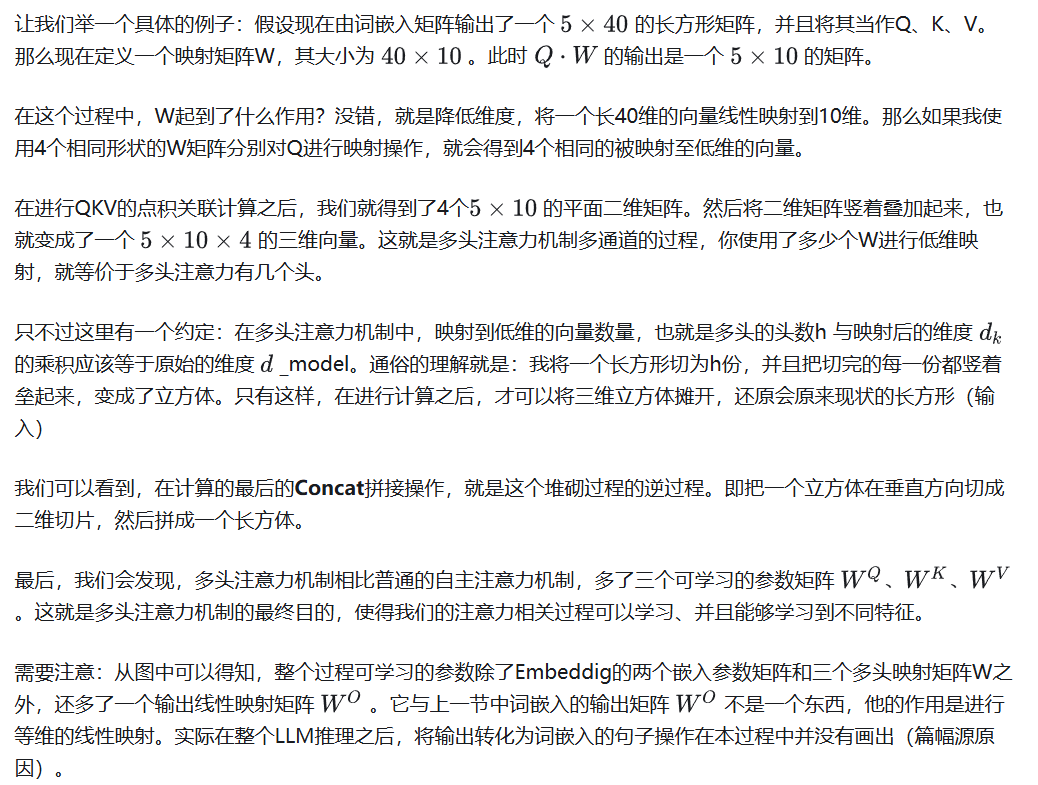 让我们举一个具体的例子：假设现在由词嵌入矩阵输出了一个 5 × 40 的长方形矩阵，并且将其当作Q、K、V。
那么现在定义一个映射矩阵W，其大小为 40 × 10 。此时 Q · W 的输出是一个 5 × 10 的矩阵。
在这个过程中，W起到了什么作用？没错，就是降低维度，将一个长40维的向量线性映射到10维。那么如果我使
用4个相同形状的W矩阵分别对Q进行映射操作，就会得到4个相同的被映射至低维的向量。
在进行QKV的点积关联计算之后，我们就得到了4个5 × 10 的平面二维矩阵。然后将二维矩阵竖着叠加起来，也
就变成了一个 5 × 10 × 4 的三维向量。这就是多头注意力机制多通道的过程，你使用了多少个W进行低维映
射，就等价于多头注意力有几个头。
只不过这里有一个约定：在多头注意力机制中，映射到低维的向量数量，也就是多头的头数h 与映射后的维度 d_k
的乘积应该等于原始的维度 d _model。通俗的理解就是：我将一个长方形切为h份，并且把切完的每一份都竖着
垒起来，变成了立方体。只有这样，在进行计算之后，才可以将三维立方体摊开，还原会原来现状的长方形（输
入）
我们可以看到，在计算的最后的Concat拼接操作，就是这个堆砌过程的逆过程。即把一个立方体在垂直方向切成
二维切片，然后拼成一个长方体。
最后，我们会发现，多头注意力机制相比普通的自主注意力机制，多了三个可学习的参数矩阵 W^Q、W^K、W^V
。这就是多头注意力机制的最终目的，使得我们的注意力相关过程可以学习、并且能够学习到不同特征。
需要注意：从图中可以得知，整个过程可学习的参数除了Embeddig的两个嵌入参数矩阵和三个多头映射矩阵W之
外，还多了一个输出线性映射矩阵 W^O 。它与上一节中词嵌入的输出矩阵 W^O 不是一个东西，他的作用是进行
等维的线性映射。实际在整个LLM推理之后，将输出转化为词嵌入的句子操作在本过程中并没有画出（篇幅源原
因）。